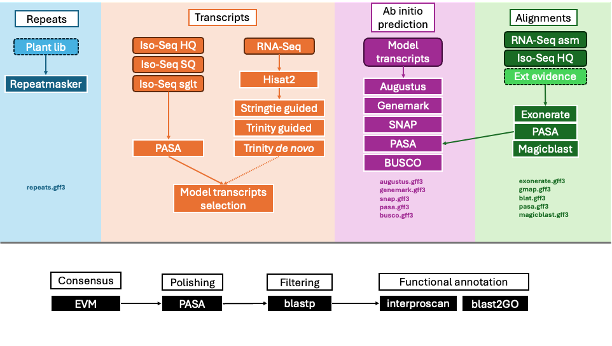 Repeats
Plant lib
Repeatmasker
repeats.gff3
Transcripts
Iso-Seq HQ
Iso-Seq SQ
Iso-Seq sglt
PASA
RNA-Seq
Hisat2
Stringtie guided
Trinity guided
Trinity de novo
Model transcripts
selection
Ab initio
prediction
Model
transcripts
Augustus
Genemark
SNAP
PASA
BUSCO
augustus.gff3
genemark.gff3
snap.gff3
pasa.gff3
busco.gff3
Alignments
RNA-Seq asm
Iso-Seq HQ
Ext evidence
Exonerate
PASA
Magicblast
exonerate.gff3
gmap.gff3
blat.gff3
pasa.gff3
magicblast.gff3
Consensus
EVM
Polishing
PASA
Filtering
blastp
Functional annotation
interproscan
blast2GO